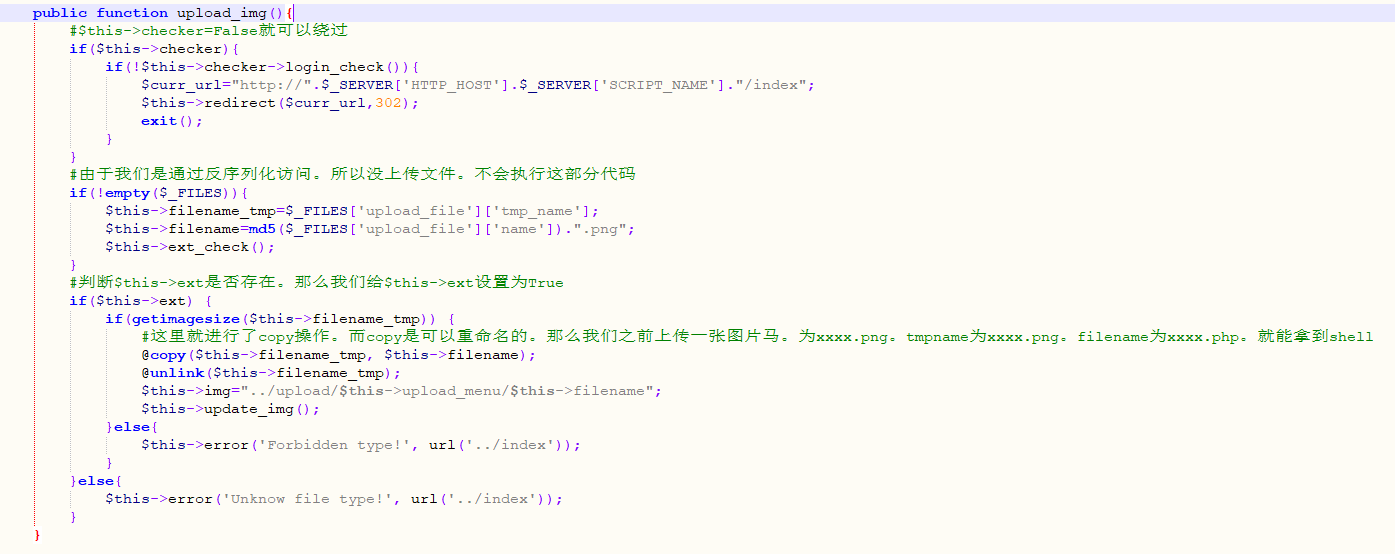 public function upload_img(){
#$this->checker=False就可以绕过
if($this->checker){
if(!$this->checker->login_check()){
$curr_url="http://".$_SERVER['HTTP_HOST'].$_SERVER['SCRIPT_NAME']."/index";
$this->redirect($curr_url,302);
exit();
}
}
#由于我们是通过反序列化访问。所以没上传文件。不会执行这部分代码
if(!empty($_FILES)){
$this->filename_tmp=$_FILES['upload_file']['tmp_name'];
$this->filename=md5($_FILES['upload_file']['name']).".png";
$this->ext_check();
}
#判断$this->ext是否存在。那么我们给$this->ext设置为True
if($this->ext) {
if(getimagesize($this->filename_tmp)) {
#这里就进行了copy操作。而copy是可以重命名的。那么我们之前上传一张图片马。为xxxx.png。tmpname为xxxx.png。filename为xxxx.php。就能拿到shell
@copy($this->filename_tmp, $this->filename);
@unlink($this->filename_tmp);
$this->img="../upload/$this->upload_menu/$this->filename";
$this->update_img();
}else{
$this->error('Forbidden type!', url('../index'));
}
}else{
$this->error('Unknow file type!', url('../index'));
}
}